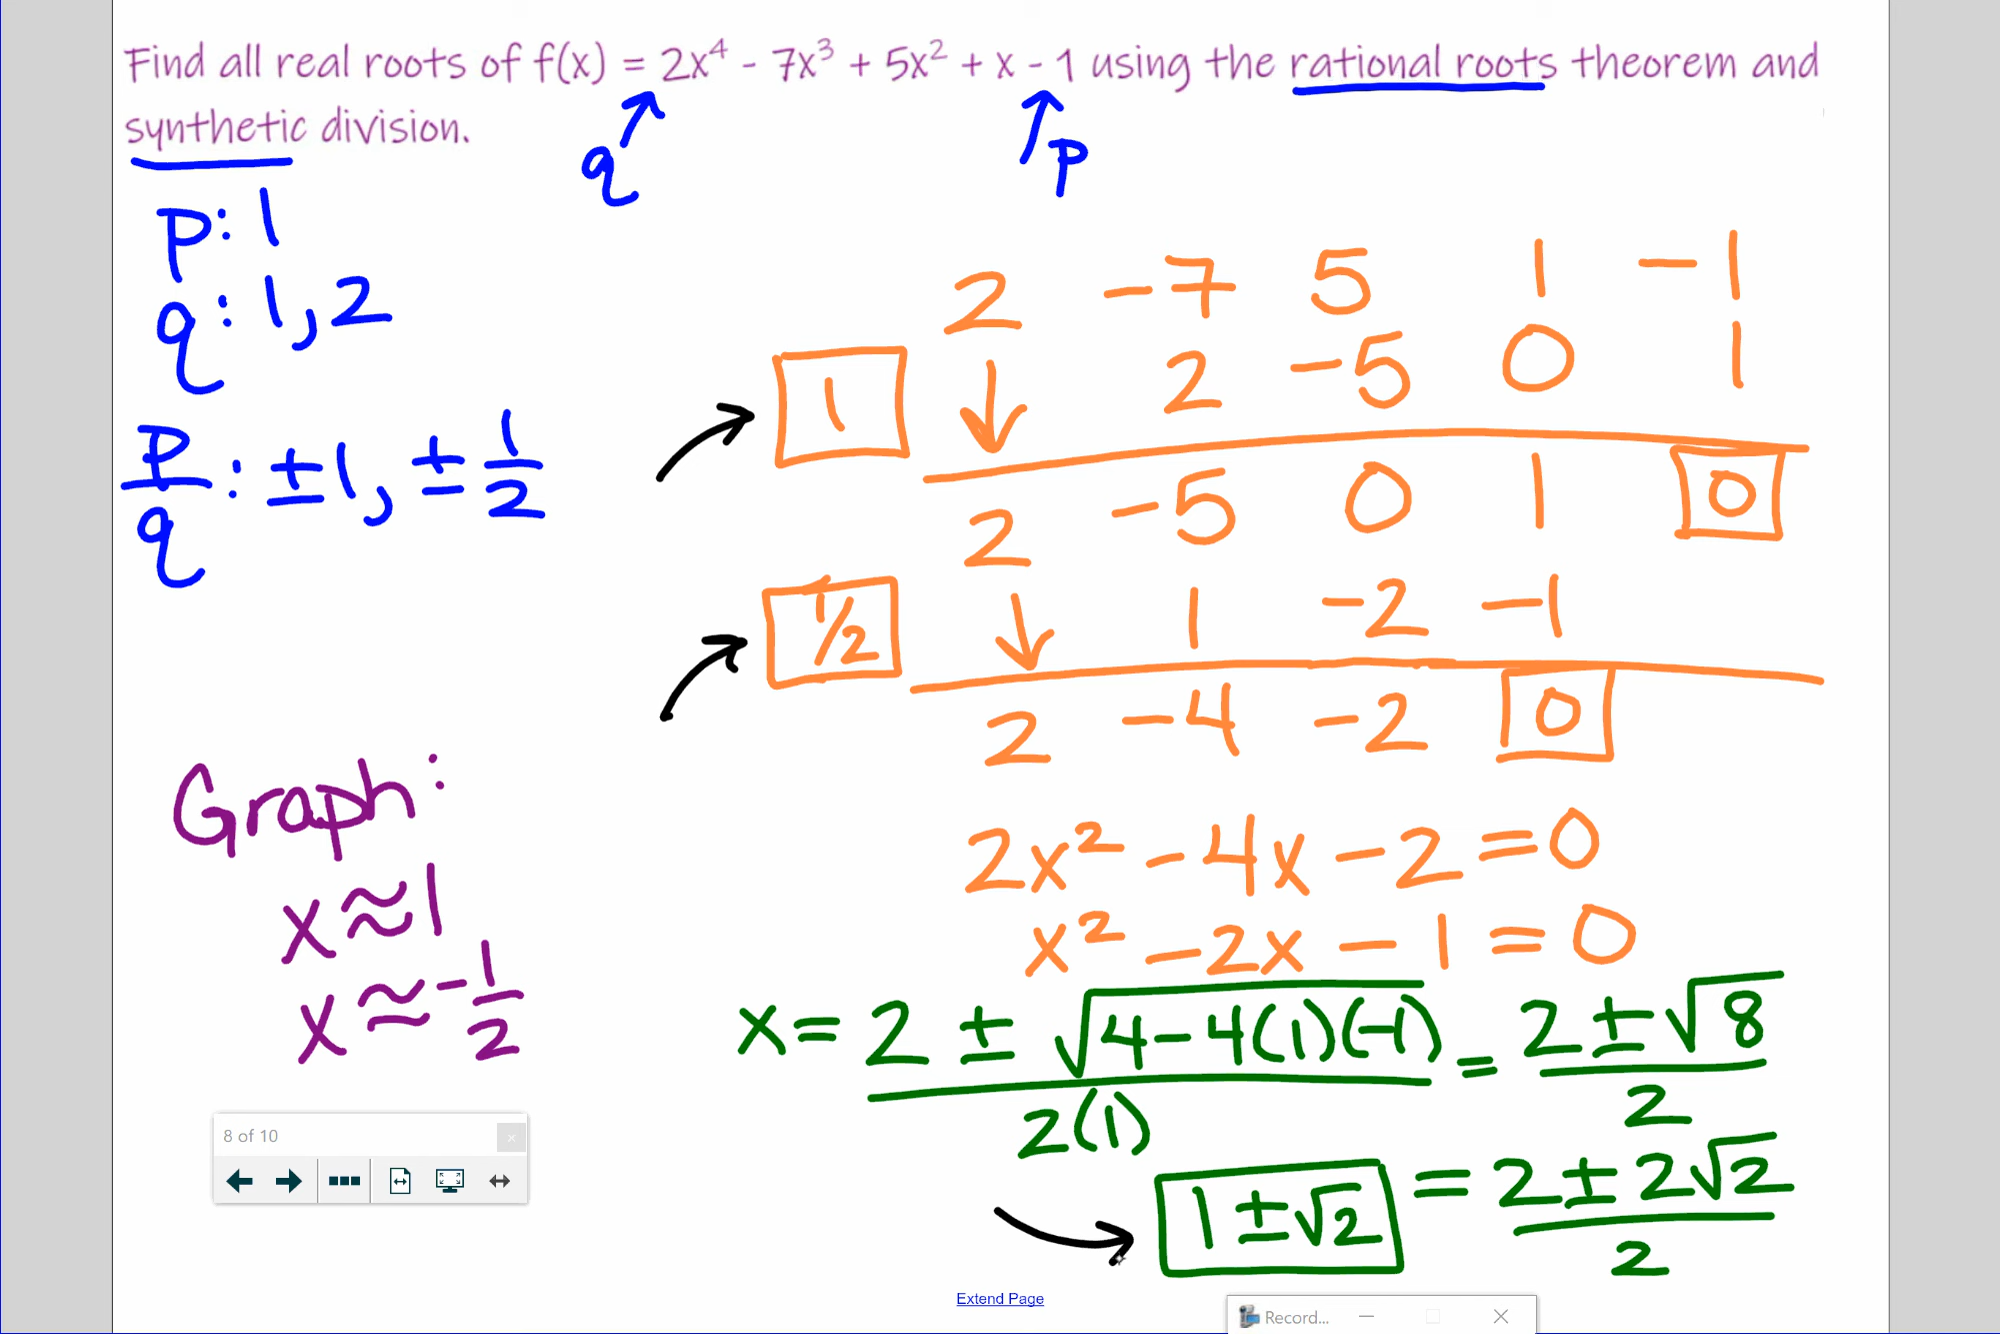 Find all real roots of f(x) = 2x⁴ - 7x³ + 5x² + x - 1 using the rational roots theorem and
synthetic division.
q p
p: 1
q: 1, 2
p/q: ±1, ±1/2
2 -7 5 1 -1
1 2 -5 0 1
2 -5 0 1 0
1/2 1 -2 -1
2 -4 -2 0
Graph:
x≈1
x≈-1/2
2x² - 4x - 2 = 0
x² - 2x - 1 = 0
x = 2 ± √4-4(1)(-1) / 2(1) = 2 ± √8 / 2
1 ± √2 = 2 ± 2√2 / 2
8 of 10
Extend Page
Record...